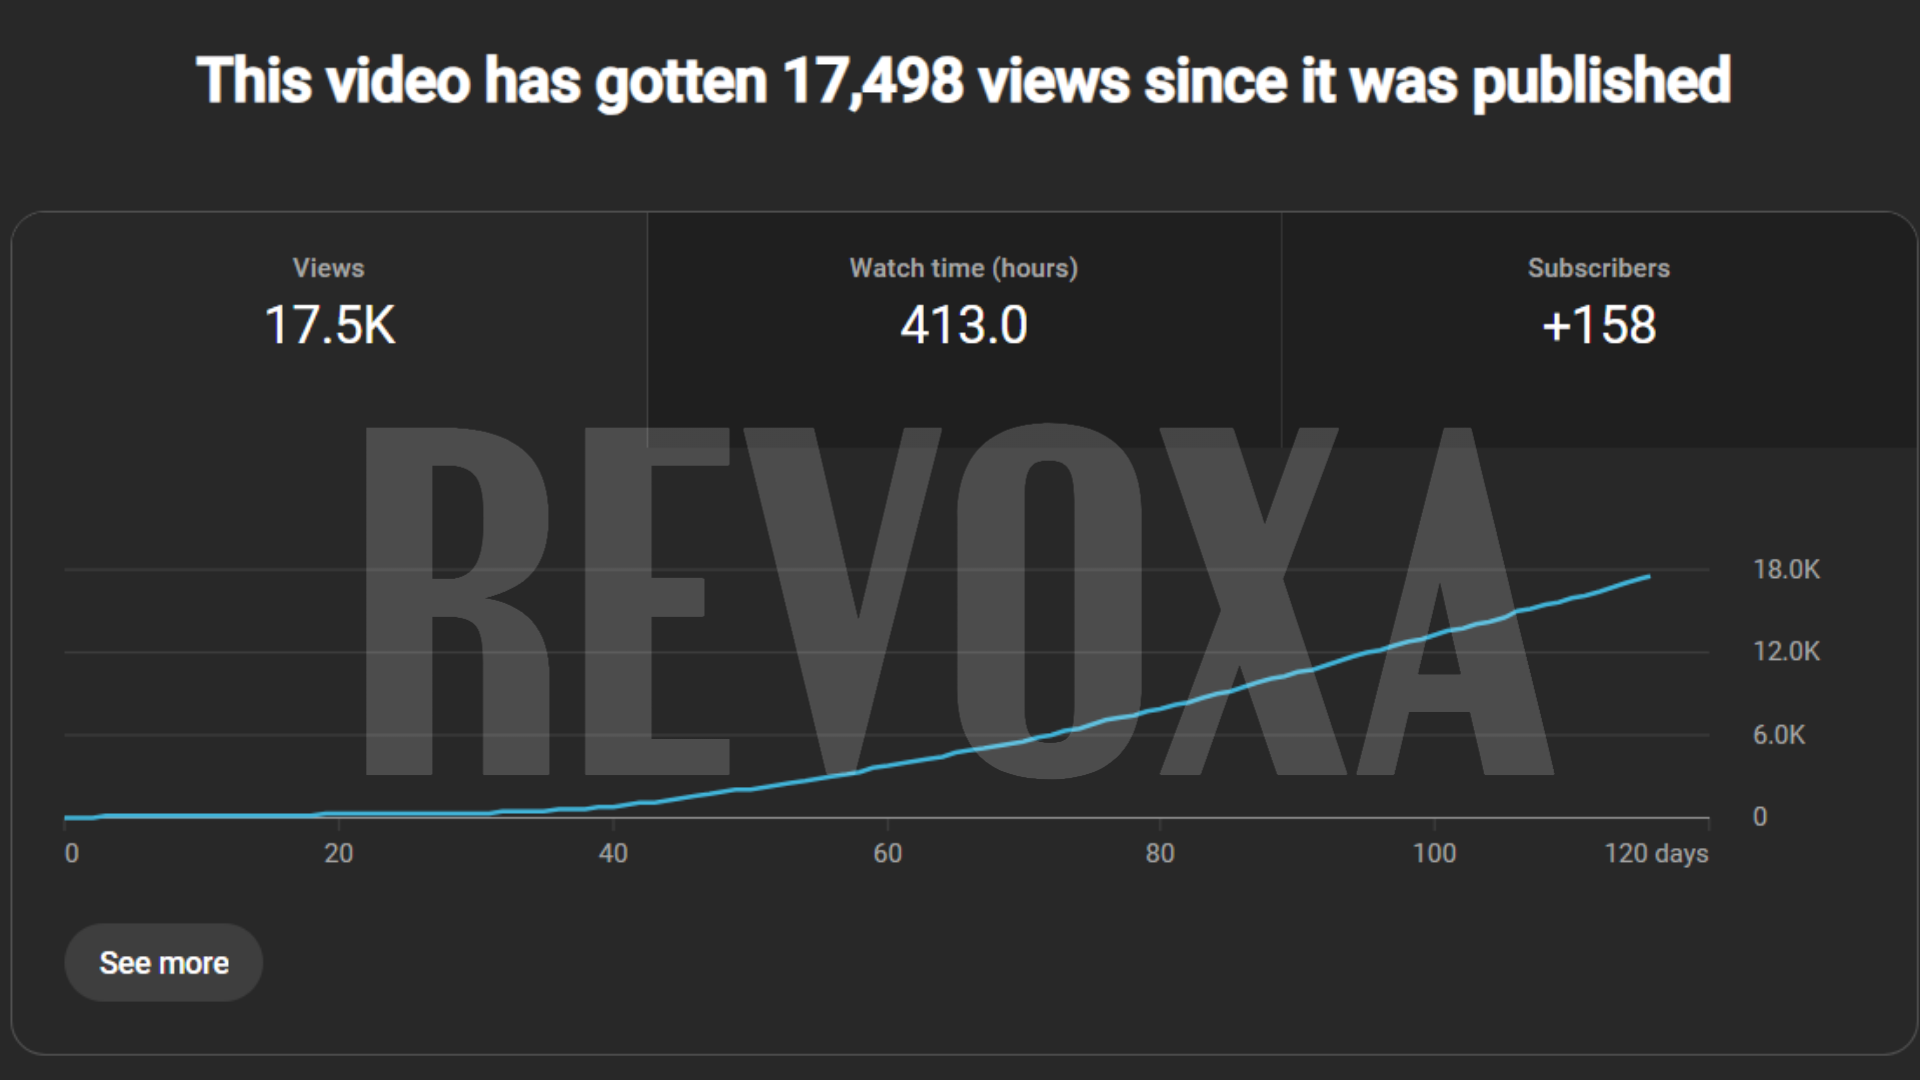 This video has gotten 17,498 views since it was published
Views
17.5K
Watch time (hours)
413.0
Subscribers
+158
REVOXA
18.0K
12.0K
6.0K
0
0 20 40 60 80 100 120 days
See more